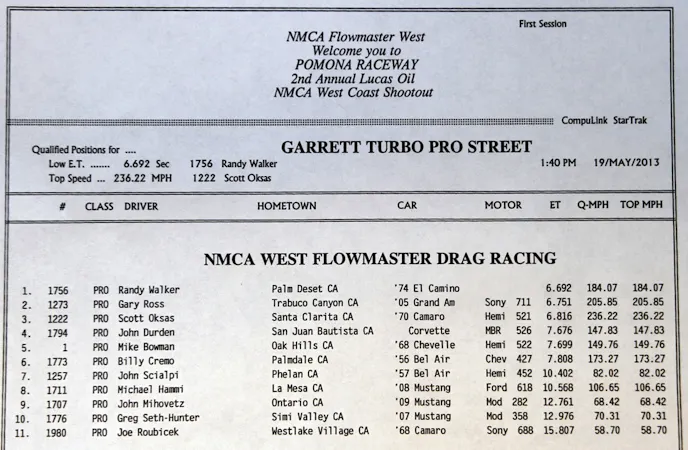 First Session
NMCA Flowmaster West
Welcome you to
POMONA RACEWAY
2nd Annual Lucas Oil
NMCA West Coast Shootout
CompuLink StarTrak
Qualified Positions for .... GARRETT TURBO PRO STREET
Low E.T. ....... 6.692 Sec 1756 Randy Walker 1:40 PM 19/MAY/2013
Top Speed ... 236.22 MPH 1222 Scott Oksas
# CLASS DRIVER HOMETOWN CAR MOTOR ET Q-MPH TOP MPH
NMCA WEST FLOWMASTER DRAG RACING
1. 1756 PRO Randy Walker Palm Deset CA '74 El Camino 6.692 184.07 184.07
2. 1273 PRO Gary Ross Trabuco Canyon CA '05 Grand Am Sony 711 6.751 205.85 205.85
3. 1222 PRO Scott Oksas Santa Clarita CA '70 Camaro Hemi 521 6.816 236.22 236.22
4. 1794 PRO John Durden San Juan Bautista CA Corvette MBR 526 7.676 147.83 147.83
5. 1 PRO Mike Bowman Oak Hills CA '68 Chevelle Hemi 522 7.699 149.76 149.76
6. 1773 PRO Billy Cremo Palmdale CA '56 Bel Air Chev 427 7.808 173.27 173.27
7. 1257 PRO John Scialpi Phelan CA '57 Bel Air Hemi 452 10.402 82.02 82.02
8. 1711 PRO Michael Hammi La Mesa CA '08 Mustang Ford 618 10.568 106.65 106.65
9. 1707 PRO John Mihovetz Ontario CA '09 Mustang Mod 282 12.761 68.42 68.42
10. 1776 PRO Greg Seth-Hunter Simi Valley CA '07 Mustang Mod 358 12.976 70.31 70.31
11. 1980 PRO Joe Roubicek Westlake Village CA '68 Camaro Sony 688 15.807 58.70 58.70